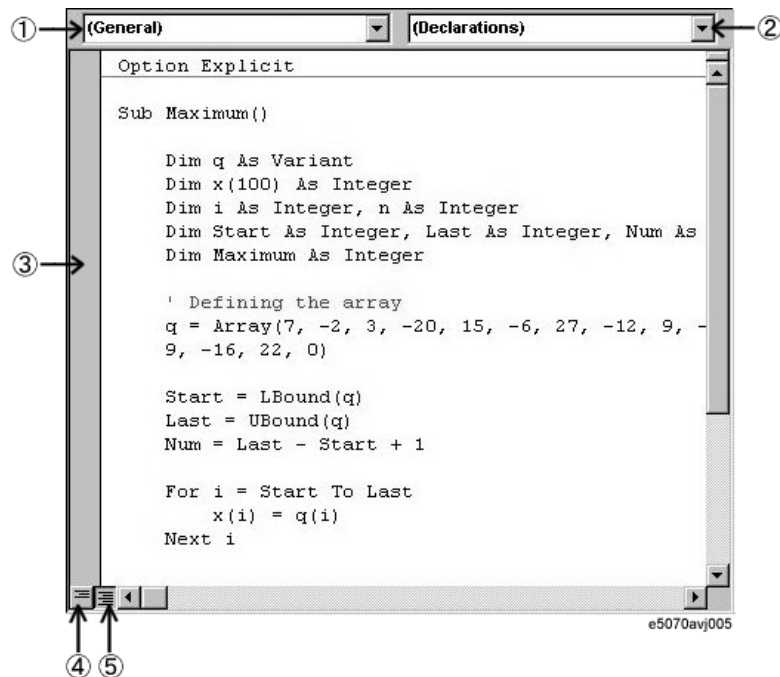 ① (General) (Declarations) ②
Option Explicit
Sub Maximum()
Dim q As Variant
Dim x(100) As Integer
Dim i As Integer, n As Integer
Dim Start As Integer, Last As Integer, Num As
③
Dim Maximum As Integer
' Defining the array
q = Array(7, -2, 3, -20, 15, -6, 27, -12, 9, -
9, -16, 22, 0)
Start = LBound(q)
Last = UBound(q)
Num = Last - Start + 1
For i = Start To Last
x(i) = q(i)
Next i
e5070avj005
④ ⑤